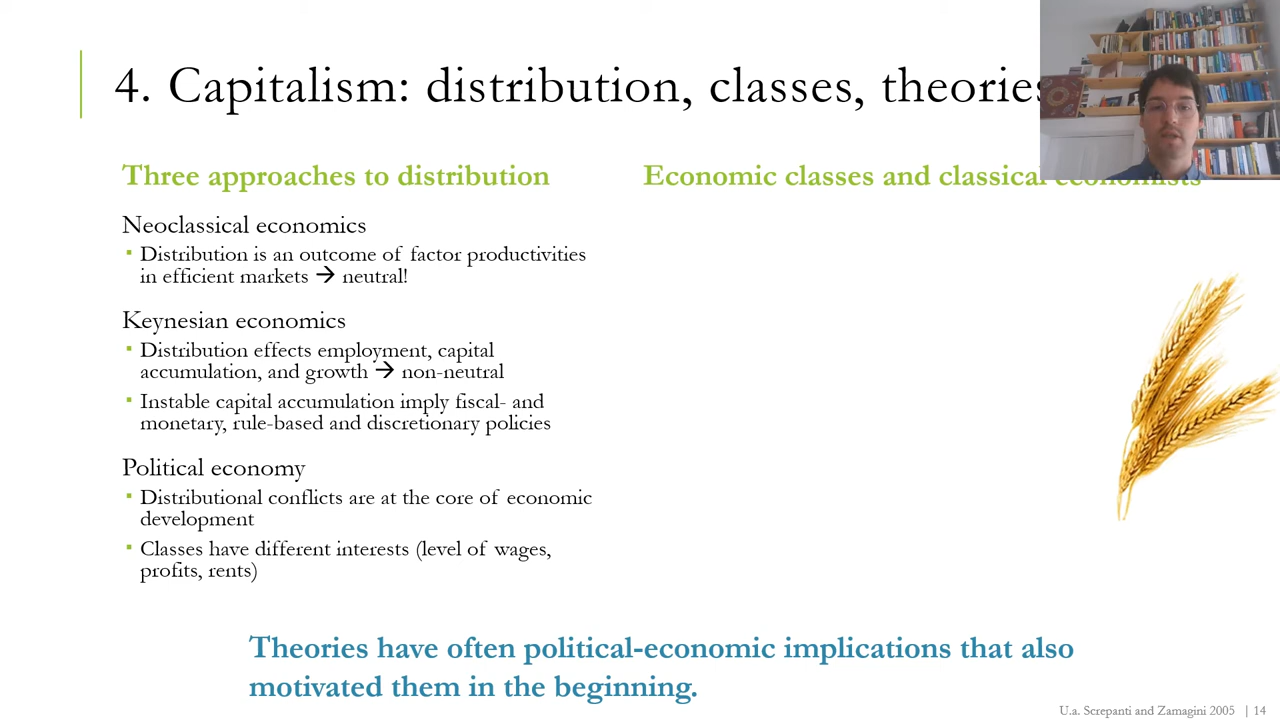 4. Capitalism: distribution, classes, theories
Three approaches to distribution
Neoclassical economics
▪ Distribution is an outcome of factor productivities
in efficient markets → neutral!
Keynesian economics
▪ Distribution effects employment, capital
accumulation, and growth → non-neutral
▪ Instable capital accumulation imply fiscal- and
monetary, rule-based and discretionary policies
Political economy
▪ Distributional conflicts are at the core of economic
development
▪ Classes have different interests (level of wages,
profits, rents)
Economic classes and classical economists
Theories have often political-economic implications that also
motivated them in the beginning.
U.a. Screpanti and Zamagini 2005 | 14